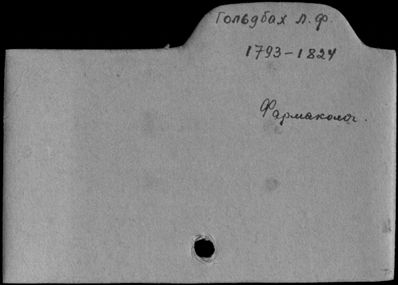 Гольдбах Л. Ф.
1793-1824
Фармаколог.